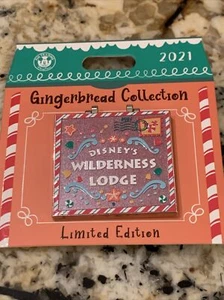 2021
Gingerbread Collection
DISNEY'S
WILDERNESS
LODGE
Limited Edition